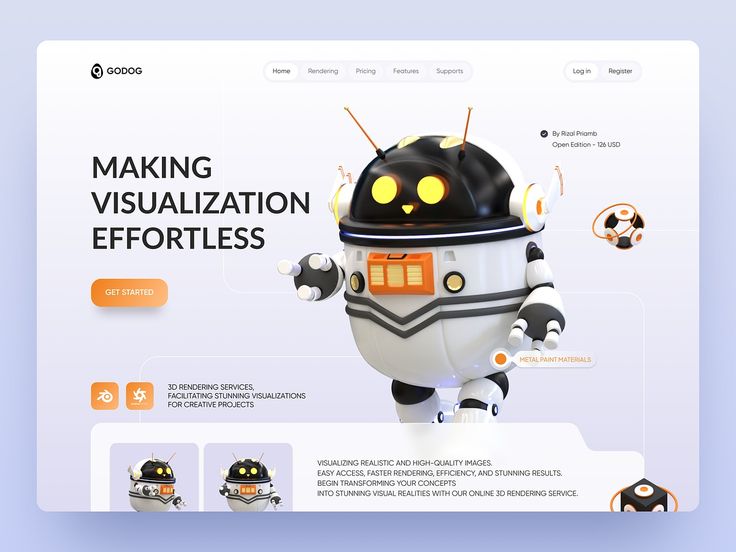 GODOG
Home
Rendering
Pricing
Features
Supports
Log in
Register
By Rizal Priamb
Open Edition - 126 USD
MAKING
VISUALIZATION
EFFORTLESS
GET STARTED
METAL PAINT MATERIALS
3D RENDERING SERVICES,
FACILITATING STUNNING VISUALIZATIONS
FOR CREATIVE PROJECTS
VISUALIZING REALISTIC AND HIGH-QUALITY IMAGES.
EASY ACCESS, FASTER RENDERING, EFFICIENCY, AND STUNNING RESULTS.
BEGIN TRANSFORMING YOUR CONCEPTS
INTO STUNNING VISUAL REALITIES WITH OUR ONLINE 3D RENDERING SERVICE.